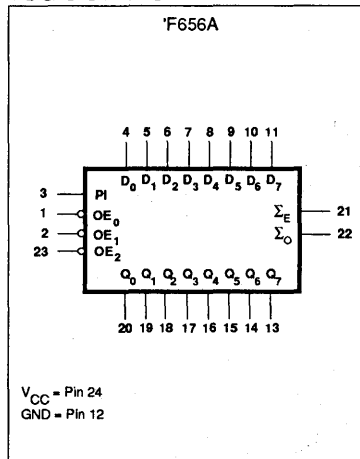 'F656A
4 5 6 7 8 9 10 11
D0 D1 D2 D3 D4 D5 D6 D7
3 PI
1 OE0
2 OE1
23 OE2
ΣE 21
ΣO 22
Q0 Q1 Q2 Q3 Q4 Q5 Q6 Q7
20 19 18 17 16 15 14 13
VCC = Pin 24
GND = Pin 12